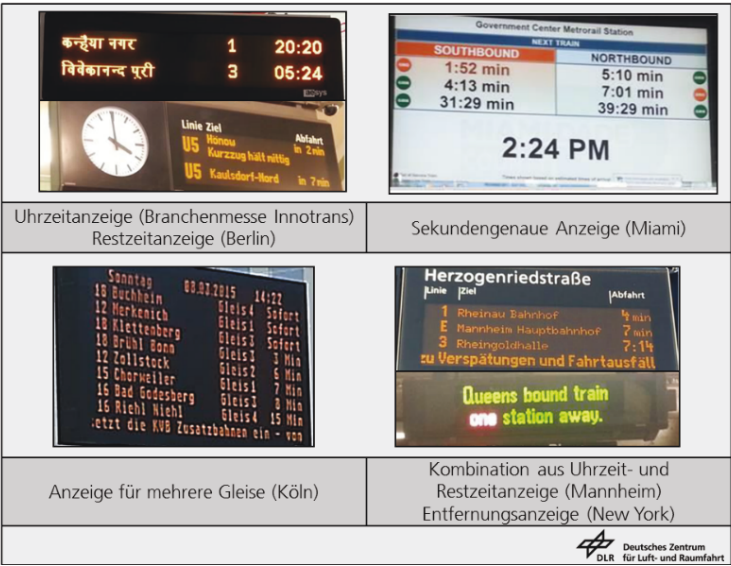 कन्हैया नगर 1 20:20
विवेकानन्द पुरी 3 05:24
Linie Ziel Abfahrt
U5 Hönow in 2 min
Kurzzug hält mittig
U5 Kaulsdorf-Nord in 7 min
Government Center Metrorail Station
NEXT TRAIN
SOUTHBOUND NORTHBOUND
1:52 min 5:10 min
4:13 min 7:01 min
31:29 min 39:29 min
2:24 PM
Uhrzeitanzeige (Branchenmesse Innotrans)
Restzeitanzeige (Berlin)
Sekundengenaue Anzeige (Miami)
Sonntag 08.03.2015 14:22
18 Buchheim Gleis4 Sofort
12 Merkenich Gleis1 Sofort
18 Klettenberg Gleis3 Sofort
18 Brühl Bonn Gleis3 3 Min
12 Zollstock Gleis2 6 Min
15 Chorweiler Gleis1 7 Min
16 Bad Godesberg Gleis3 8 Min
16 Riehl Niehl Gleis4 15 Min
etzt die KVB Zusatzbahnen ein - von
Herzogenriedstraße
Linie Ziel Abfahrt
1 Rheinau Bahnhof 4 min
E Mannheim Hauptbahnhof 7 min
3 Rheingoldhalle 7:14
zu Verspätungen und Fahrtausfäll
Queens bound train
one station away.
Anzeige für mehrere Gleise (Köln)
Kombination aus Uhrzeit- und
Restzeitanzeige (Mannheim)
Entfernungsanzeige (New York)
DLR Deutsches Zentrum
für Luft- und Raumfahrt